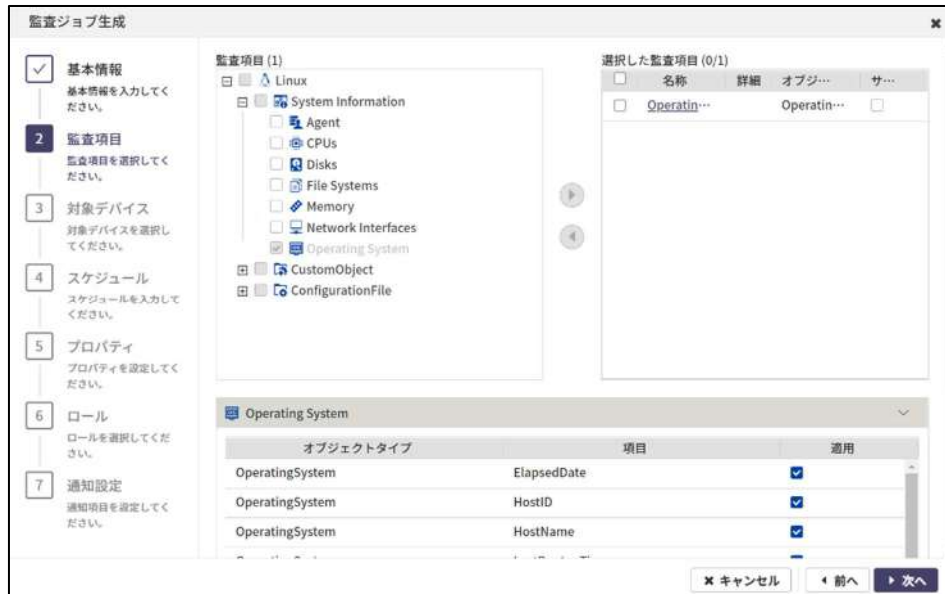 監査ジョブ生成
基本情報
基本情報を入力してく
ださい。
2 監査項目
監査項目を選択してく
ださい。
3 対象デバイス
対象デバイスを選択し
てください。
4 スケジュール
スケジュールを入力して
ください。
5 プロパティ
プロパティを設定してく
ださい。
6 ロール
ロールを選択してくだ
さい。
7 通知設定
通知項目を設定してく
ださい。
監査項目 (1)
Linux
System Information
Agent
CPUs
Disks
File Systems
Memory
Network Interfaces
Operating System
CustomObject
ConfigurationFile
選択した監査項目 (0/1)
名称 詳細 オブジ… サ…
Operatin… Operatin…
Operating System
オブジェクトタイプ 項目 適用
OperatingSystem ElapsedDate
OperatingSystem HostID
OperatingSystem HostName
キャンセル 前へ 次へ